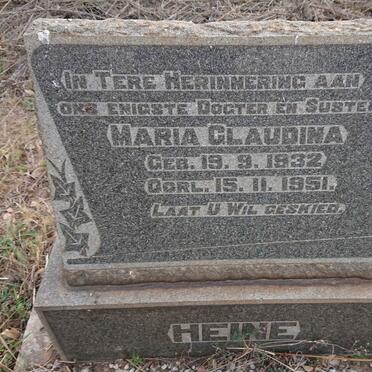 IN TERE HERINNERING AAN
ONS ENIGSTE DOGTER EN SUSTER
MARIA CLAUDINA
GEB. 19.9.1932
OORL. 15.11.1951.
LAAT U WIL GESKIED.
HEINE